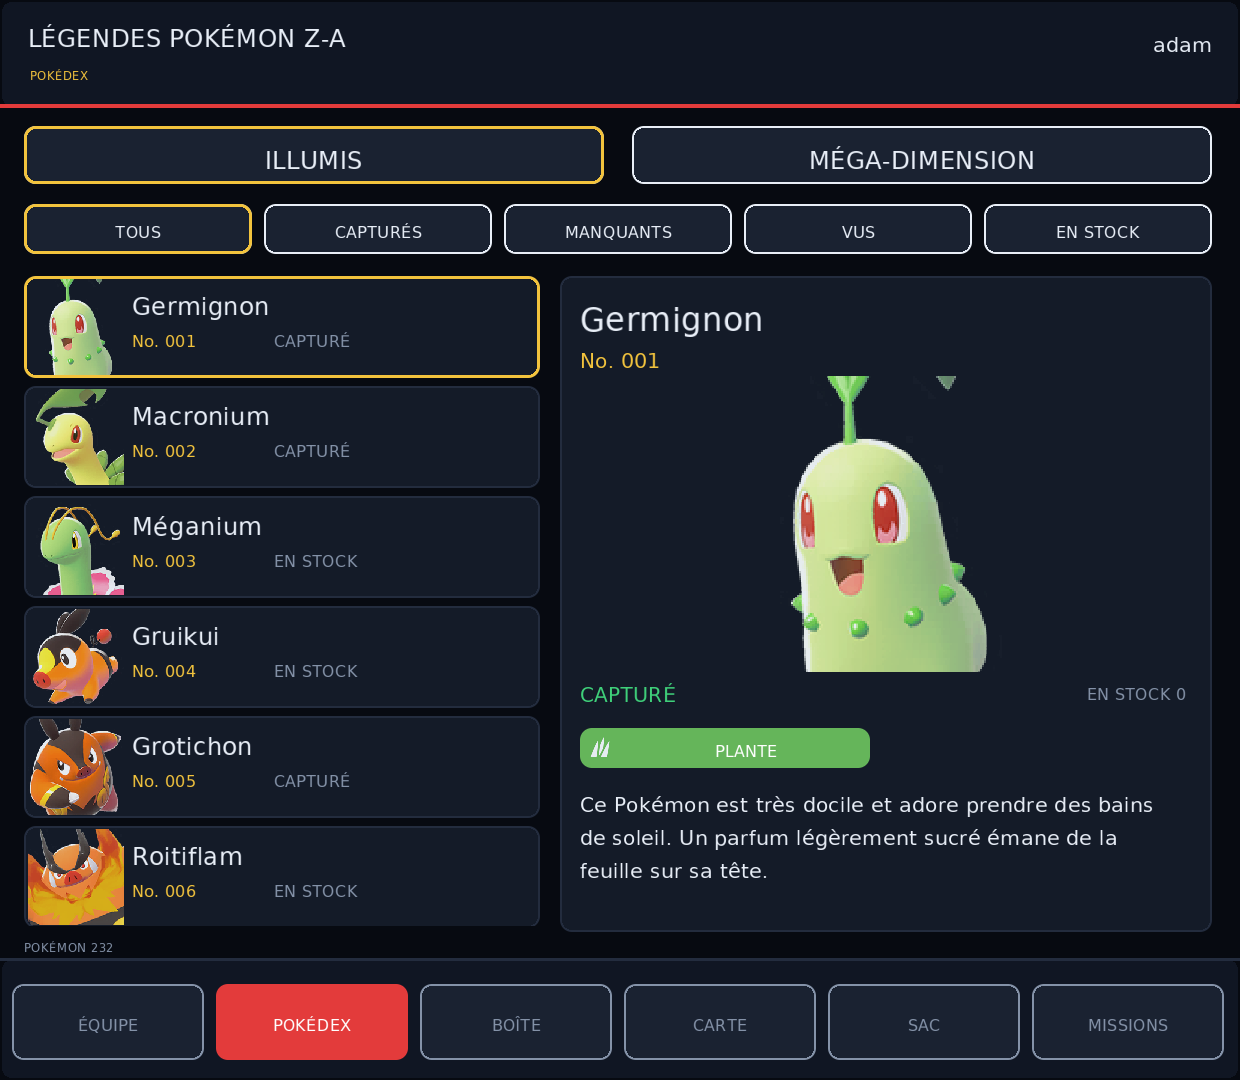 LÉGENDES POKÉMON Z-A
adam
POKÉDEX
ILLUMIS
MÉGA-DIMENSION
TOUS
CAPTURÉS
MANQUANTS
VUS
EN STOCK
Germignon
No. 001 CAPTURÉ
Macronium
No. 002 CAPTURÉ
Méganium
No. 003 EN STOCK
Gruikui
No. 004 EN STOCK
Grotichon
No. 005 CAPTURÉ
Roitiflam
No. 006 EN STOCK
POKÉMON 232
Germignon
No. 001
CAPTURÉ
EN STOCK 0
PLANTE
Ce Pokémon est très docile et adore prendre des bains
de soleil. Un parfum légèrement sucré émane de la
feuille sur sa tête.
ÉQUIPE
POKÉDEX
BOÎTE
CARTE
SAC
MISSIONS